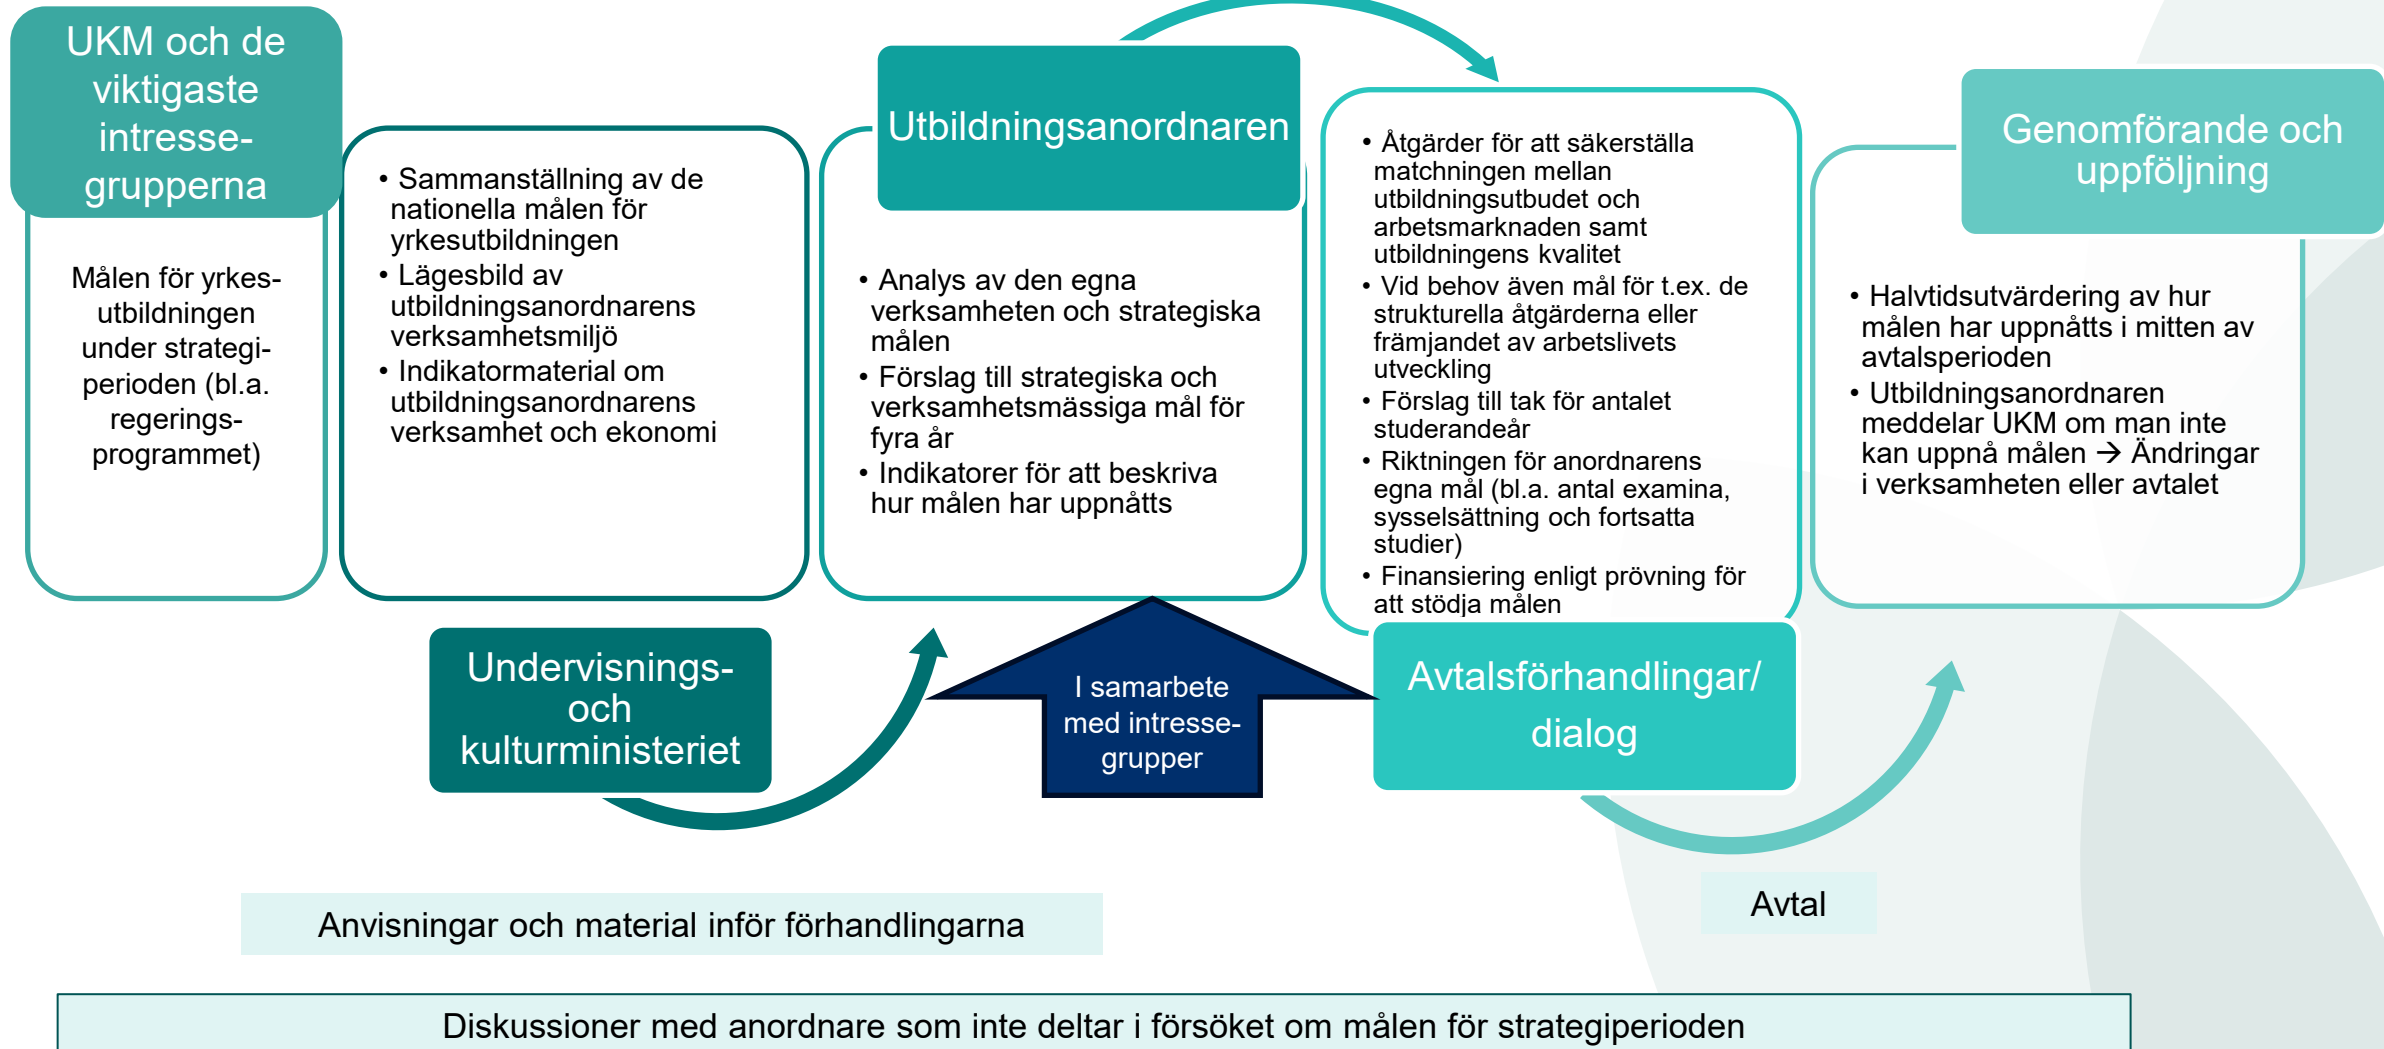 UKM och de
viktigaste
intresse-
grupperna
Målen för yrkes-
utbildningen
under strategi-
perioden (bl.a.
regerings-
programmet)
• Sammanställning av de
nationella målen för
yrkesutbildningen
• Lägesbild av
utbildningsanordnarens
verksamhetsmiljö
• Indikatormaterial om
utbildningsanordnarens
verksamhet och ekonomi
Undervisnings-
och
kulturministeriet
Utbildningsanordnaren
• Analys av den egna
verksamheten och strategiska
målen
• Förslag till strategiska och
verksamhetsmässiga mål för
fyra år
• Indikatorer för att beskriva
hur målen har uppnåtts
I samarbete
med intresse-
grupper
• Åtgärder för att säkerställa
matchningen mellan
utbildningsutbudet och
arbetsmarknaden samt
utbildningens kvalitet
• Vid behov även mål för t.ex. de
strukturella åtgärderna eller
främjandet av arbetslivets
utveckling
• Förslag till tak för antalet
studerandeår
• Riktningen för anordnarens
egna mål (bl.a. antal examina,
sysselsättning och fortsatta
studier)
• Finansiering enligt prövning för
att stödja målen
Avtalsförhandlingar/
dialog
Genomförande och
uppföljning
• Halvtidsutvärdering av hur
målen har uppnåtts i mitten av
avtalsperioden
• Utbildningsanordnaren
meddelar UKM om man inte
kan uppnå målen → Ändringar
i verksamheten eller avtalet
Anvisningar och material inför förhandlingarna
Avtal
Diskussioner med anordnare som inte deltar i försöket om målen för strategiperioden